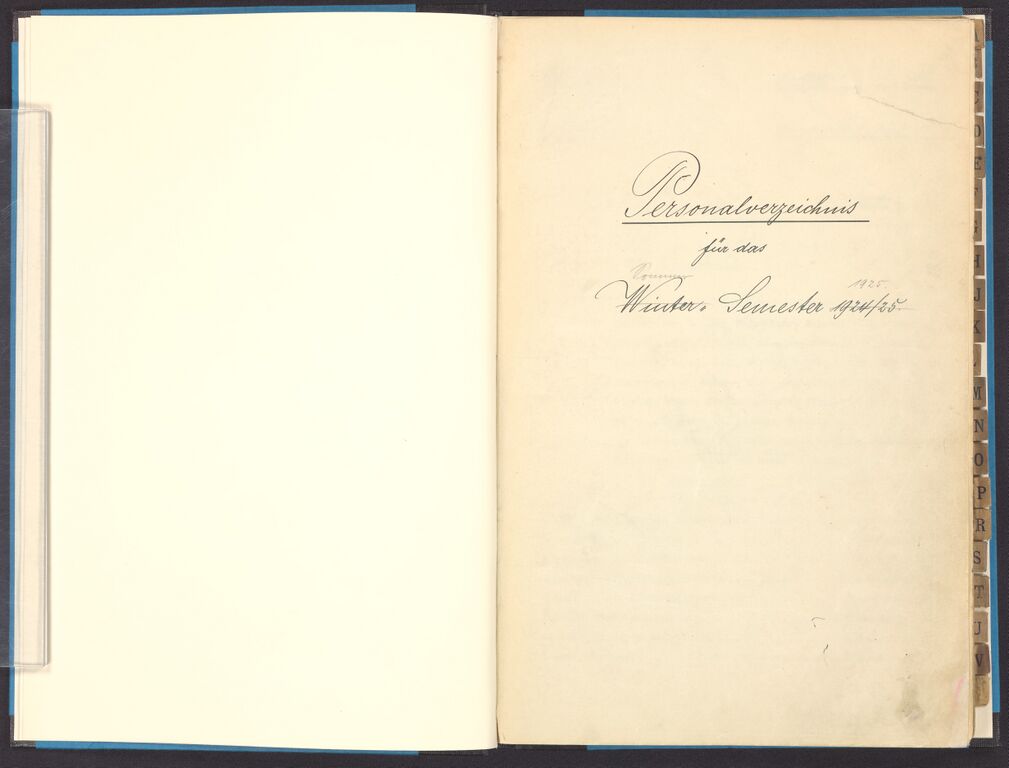 Personalverzeichnis
für das
Sommer 1925.
Winter- Semester 1924/25.
A
C
D
E
F
G
H
J
K
L
M
N
O
P
R
S
T
U
V